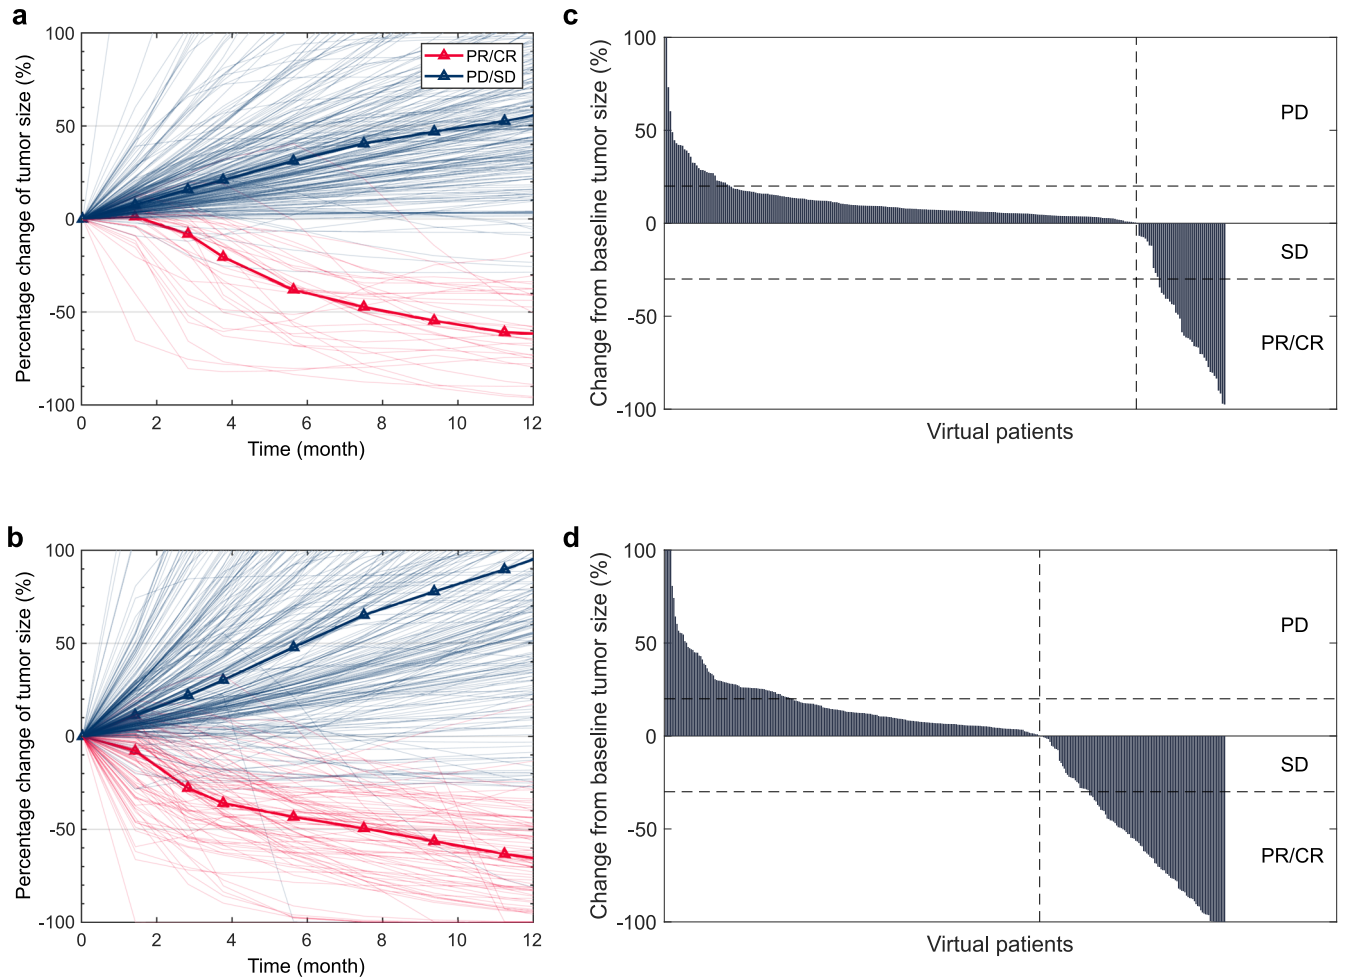 a
Percentage change of tumor size (%)
100
50
0
-50
-100
0 2 4 6 8 10 12
Time (month)
PR/CR
PD/SD
c
Change from baseline tumor size (%)
100
50
0
-50
-100
PD
SD
PR/CR
Virtual patients
b
Percentage change of tumor size (%)
100
50
0
-50
-100
0 2 4 6 8 10 12
Time (month)
d
Change from baseline tumor size (%)
100
50
0
-50
-100
PD
SD
PR/CR
Virtual patients